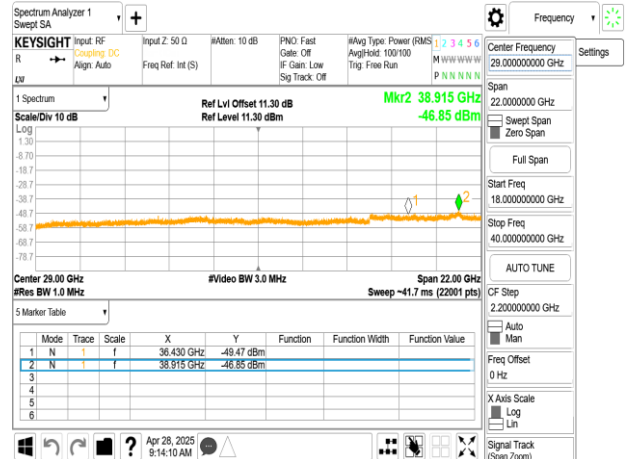 Spectrum Analyzer 1
Swept SA
Frequency
KEYSIGHT
R
Input: RF
Coupling: DC
Align: Auto
Input Z: 50 Ω
Freq Ref: Int (S)
#Atten: 10 dB
PNO: Fast
Gate: Off
IF Gain: Low
Sig Track: Off
#Avg Type: Power (RMS
Avg|Hold: 100/100
Trig: Free Run
1 2 3 4 5 6
M W W W W W
P N N N N N
1 Spectrum
Scale/Div 10 dB
Ref Lvl Offset 11.30 dB
Ref Level 11.30 dBm
Mkr2 38.915 GHz
-46.85 dBm
Log
1.30
-8.70
-18.7
-28.7
-38.7
-48.7
-58.7
-68.7
-78.7
1
2
Center 29.00 GHz
#Res BW 1.0 MHz
#Video BW 3.0 MHz
Span 22.00 GHz
Sweep ~41.7 ms (22001 pts)
5 Marker Table
Mode Trace Scale X Y Function Function Width Function Value
1 N 1 f 36.430 GHz -49.47 dBm
2 N 1 f 38.915 GHz -46.85 dBm
3
4
5
6
Apr 28, 2025
9:14:10 AM
Center Frequency
29.000000000 GHz
Settings
Span
22.0000000 GHz
Swept Span
Zero Span
Full Span
Start Freq
18.000000000 GHz
Stop Freq
40.000000000 GHz
AUTO TUNE
CF Step
2.200000000 GHz
Auto
Man
Freq Offset
0 Hz
X Axis Scale
Log
Lin
Signal Track
(Span Zoom)